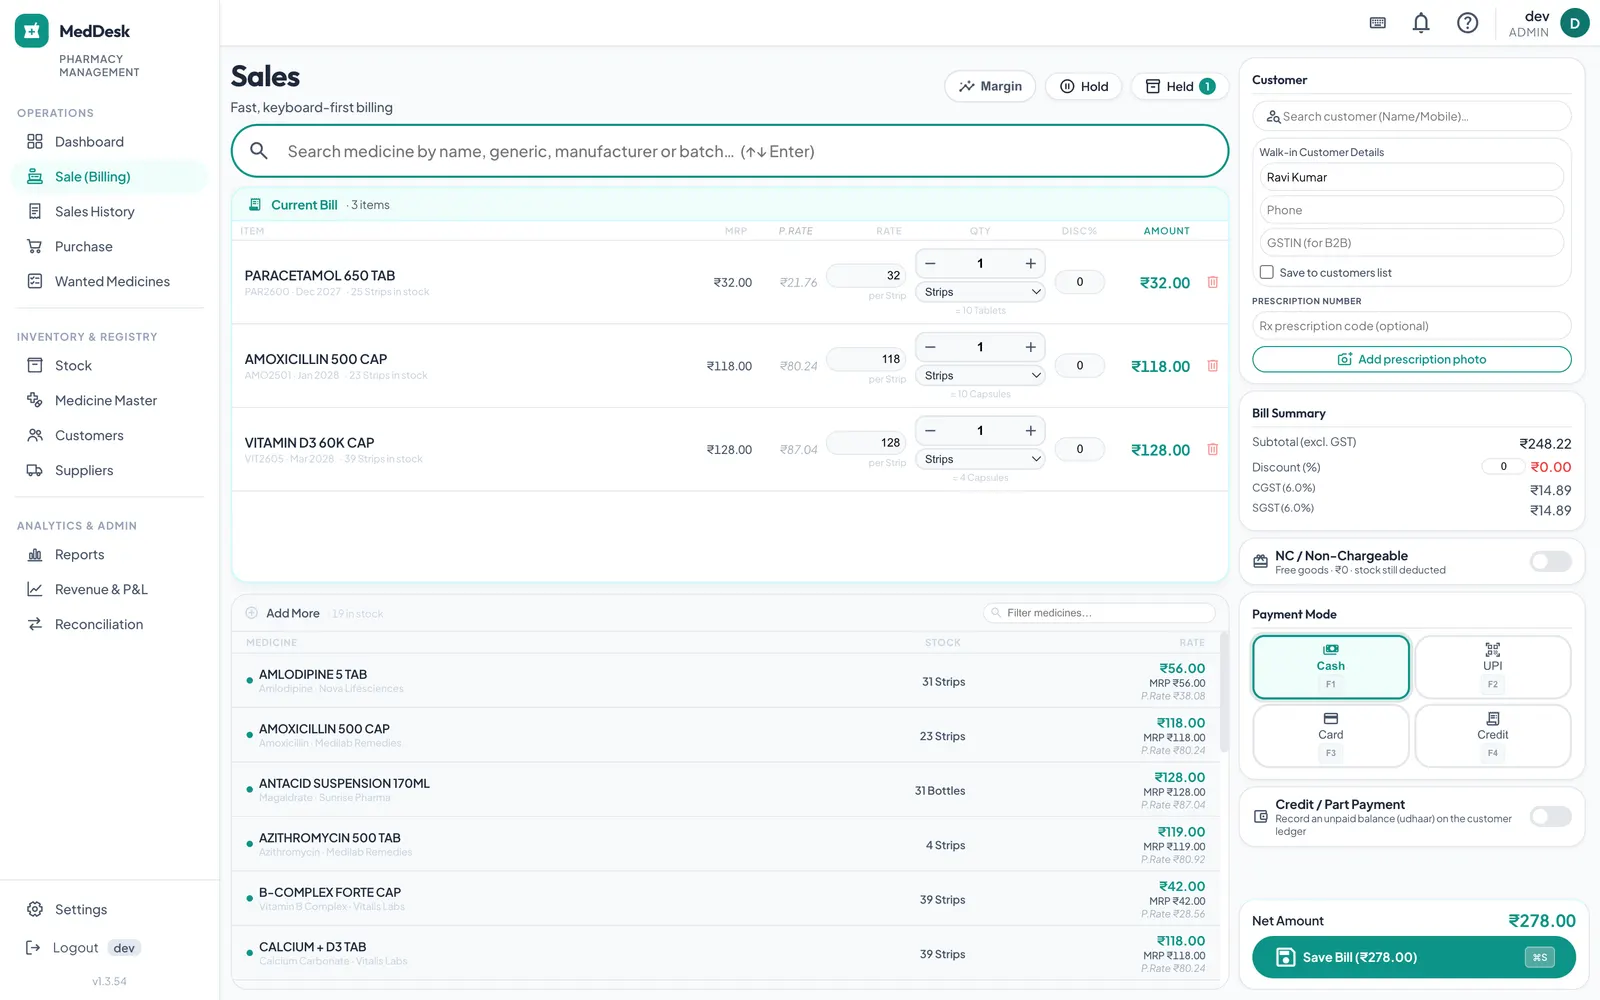 MedDesk
PHARMACY
MANAGEMENT
OPERATIONS
Dashboard
Sale (Billing)
Sales History
Purchase
Wanted Medicines
INVENTORY & REGISTRY
Stock
Medicine Master
Customers
Suppliers
ANALYTICS & ADMIN
Reports
Revenue & P&L
Reconciliation
Settings
Logout dev
v1.3.54
dev
ADMIN
D
Sales
Fast, keyboard-first billing
Margin
Hold
Held 1
Search medicine by name, generic, manufacturer or batch... (↑↓ Enter)
Current Bill · 3 items
ITEM MRP P.RATE RATE QTY DISC% AMOUNT
PARACETAMOL 650 TAB ₹32.00 ₹21.76 32 − 1 + 0 ₹32.00
PAR2600 · Dec 2027 · 25 Strips in stock per Strip Strips
= 10 Tablets
AMOXICILLIN 500 CAP ₹118.00 ₹80.24 118 − 1 + 0 ₹118.00
AMO2501 · Jan 2028 · 23 Strips in stock per Strip Strips
= 10 Capsules
VITAMIN D3 60K CAP ₹128.00 ₹87.04 128 − 1 + 0 ₹128.00
VIT2605 · Mar 2028 · 39 Strips in stock per Strip Strips
= 4 Capsules
Add More · 19 in stock Filter medicines...
MEDICINE STOCK RATE
AMLODIPINE 5 TAB 31 Strips ₹56.00
Amlodipine · Nova Lifesciences MRP ₹56.00
P.Rate ₹38.08
AMOXICILLIN 500 CAP 23 Strips ₹118.00
Amoxicillin · Medilab Remedies MRP ₹118.00
P.Rate ₹80.24
ANTACID SUSPENSION 170ML 31 Bottles ₹128.00
Magaldrate · Sunrise Pharma MRP ₹128.00
P.Rate ₹87.04
AZITHROMYCIN 500 TAB 4 Strips ₹119.00
Azithromycin · Medilab Remedies MRP ₹119.00
P.Rate ₹80.92
B-COMPLEX FORTE CAP 39 Strips ₹42.00
Vitamin B Complex · Vitalis Labs MRP ₹42.00
P.Rate ₹28.56
CALCIUM + D3 TAB 39 Strips ₹118.00
Calcium Carbonate · Vitalis Labs MRP ₹118.00
P.Rate ₹80.24
Customer
Search customer (Name/Mobile)...
Walk-in Customer Details
Ravi Kumar
Phone
GSTIN (for B2B)
Save to customers list
PRESCRIPTION NUMBER
Rx prescription code (optional)
Add prescription photo
Bill Summary
Subtotal (excl. GST) ₹248.22
Discount (%) 0 ₹0.00
CGST (6.0%) ₹14.89
SGST (6.0%) ₹14.89
NC / Non-Chargeable
Free goods · ₹0 · stock still deducted
Payment Mode
Cash
F1
UPI
F2
Card
F3
Credit
F4
Credit / Part Payment
Record an unpaid balance (udhaar) on the customer
ledger
Net Amount ₹278.00
Save Bill (₹278.00) ⌘S